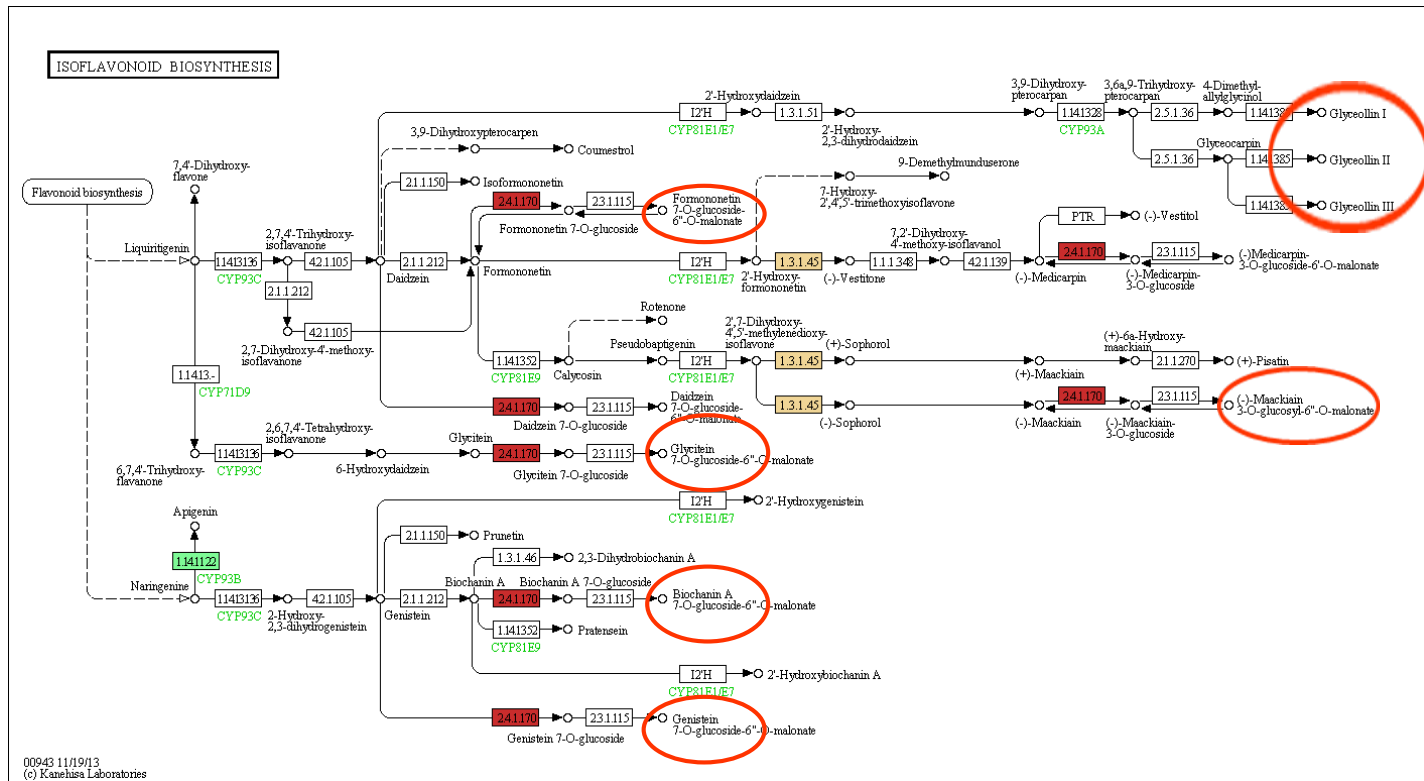 ISOFLAVONOID BIOSYNTHESIS
Flavonoid biosynthesis
7,4'-Dihydroxy-
flavone
Liquiritigenin
1.14.13.136
CYP93C
2,7,4'-Trihydroxy-
isoflavanone
4.2.1.105
2.1.1.212
4.2.1.105
2,7-Dihydroxy-4'-methoxy-
isoflavanone
Daidzein
2.1.1.212
Formononetin
3,9-Dihydroxypterocarpen
Coumestrol
2.1.1.150
Isoformononetin
2.4.1.170
2.3.1.115
Formononetin 7-O-glucoside
Formononetin
7-O-glucoside-
6"-O-malonate
2'-Hydroxydaidzein
I2'H
CYP81E1/E7
1.3.1.51
2'-Hydroxy-
2,3-dihydrodaidzein
3,9-Dihydroxy-
pterocarpan
1.14.13.28
CYP93A
3,6a,9-Trihydroxy-
pterocarpan
2.5.1.36
4-Dimethyl-
allylglycinol
1.14.13.85
Glyceollin I
2.5.1.36
Glyceocarpin
1.14.13.85
Glyceollin II
1.14.13.85
Glyceollin III
9-Demethylmunduserone
7-Hydroxy-
2',4',5'-trimethoxyisoflavone
I2'H
CYP81E1/E7
2'-Hydroxy-
formononetin
1.3.1.45
(-)-Vestitone
1.1.1.348
7,2'-Dihydroxy-
4'-methoxy-isoflavanol
4.2.1.139
(-)-Medicarpin
PTR
(-)-Vestitol
2.4.1.170
2.3.1.115
(-)-Medicarpin-
3-O-glucoside
(-)-Medicarpin-
3-O-glucoside-6'-O-malonate
Rotenone
1.14.13.52
CYP81E9
Calycosin
Pseudobaptigenin
I2'H
CYP81E1/E7
2',7-Dihydroxy-
4',5'-methylenedioxy-
isoflavone
1.3.1.45
(+)-Sophorol
(+)-Maackiain
(+)-6a-Hydroxy-
maackiain
2.1.1.270
(+)-Pisatin
1.3.1.45
(-)-Sophorol
(-)-Maackiain
2.4.1.170
2.3.1.115
(-)-Maackiain-
3-O-glucoside
(-)-Maackiain
3-O-glucosyl-6"-O-malonate
2.4.1.170
2.3.1.115
Daidzein 7-O-glucoside
Daidzein
7-O-glucoside-
6"-O-malonate
1.14.13.-
CYP71D9
6,7,4'-Trihydroxy-
flavanone
1.14.13.136
CYP93C
2,6,7,4'-Tetrahydroxy-
isoflavanone
6-Hydroxydaidzein
Glycitein
2.4.1.170
2.3.1.115
Glycitein 7-O-glucoside
Glycitein
7-O-glucoside-6"-O-malonate
I2'H
CYP81E1/E7
2'-Hydroxygenistein
Apigenin
1.14.11.22
CYP93B
Naringenine
1.14.13.136
CYP93C
2-Hydroxy-
2,3-dihydrogenistein
4.2.1.105
Genistein
2.1.1.150
Prunetin
2.1.1.212
Biochanin A
1.3.1.46
2,3-Dihydrobiochanin A
2.4.1.170
Biochanin A 7-O-glucoside
2.3.1.115
Biochanin A
7-O-glucoside-6"-O-malonate
1.14.13.52
CYP81E9
Pratensein
I2'H
CYP81E1/E7
2'-Hydroxybiochanin A
2.4.1.170
2.3.1.115
Genistein 7-O-glucoside
Genistein
7-O-glucoside-6"-O-malonate
00943 11/19/13
(c) Kanehisa Laboratories